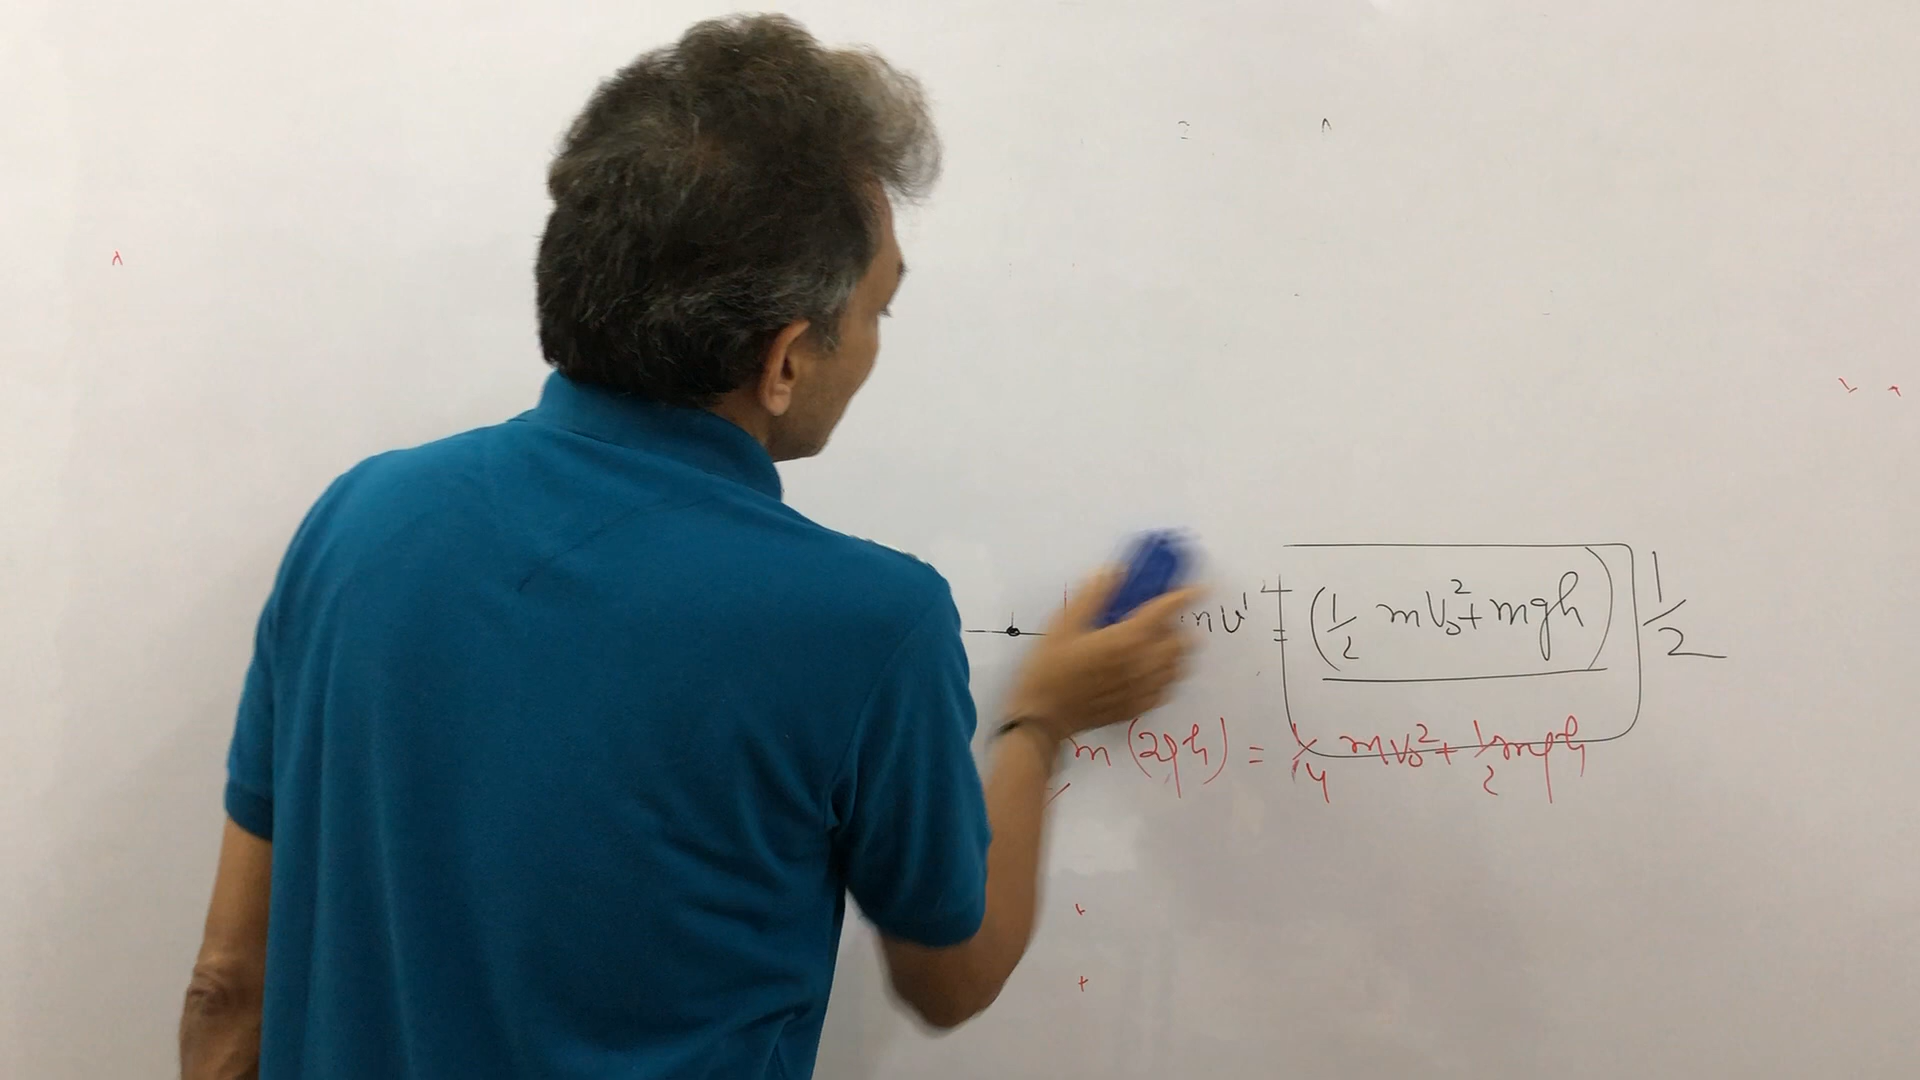 mv' = (1/2 mv₀² + mgh) 1/2
m (2gh) = 1/4 mv₀² + 1/2 mgh